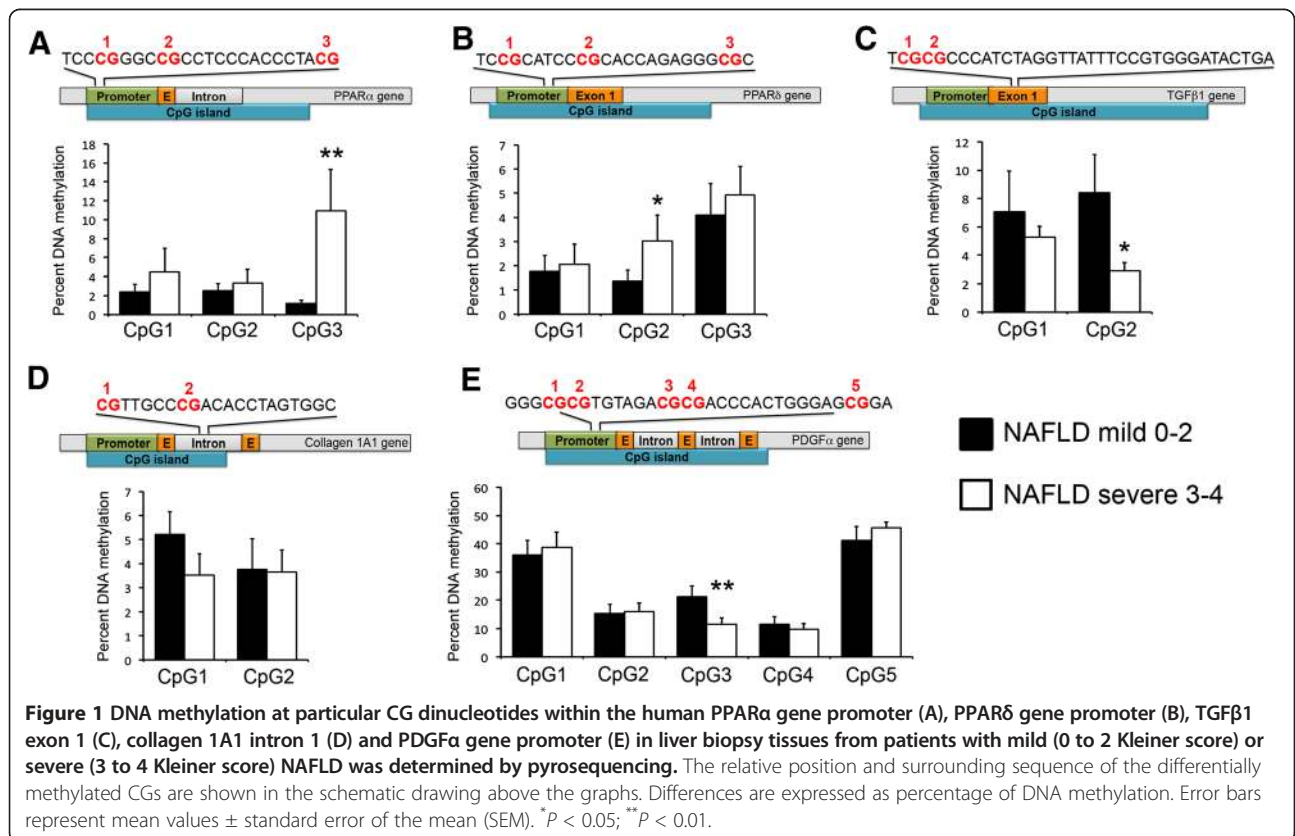 A
1 2 3
TCCCGGGCCGCCTCCCACCCTACG
Promoter E Intron PPARα gene
CpG island
Percent DNA methylation
18
16
14
12
10
8
6
4
2
0
**
CpG1 CpG2 CpG3
B
1 2 3
TCCGCATCCCGCACCAGAGGGCGC
Promoter Exon 1 PPARδ gene
CpG island
Percent DNA methylation
7
6
5
4
3
2
1
0
*
CpG1 CpG2 CpG3
C
1 2
TCGCGCCCATCTAGGTTATTTCCGTGGGATACTGA
Promoter Exon 1 TGFβ1 gene
CpG island
Percent DNA methylation
12
10
8
6
4
2
0
*
CpG1 CpG2
D
1 2
CGTTGCCCGACACCTAGTGGC
Promoter E Intron E Collagen 1A1 gene
CpG island
Percent DNA methylation
7
6
5
4
3
2
1
0
CpG1 CpG2
E
1 2 3 4 5
GGGCGCGTGTAGACGCGACCCACTGGGAGCGGA
Promoter E Intron E Intron E PDGFα gene
CpG island
Percent DNA methylation
60
50
40
30
20
10
0
**
CpG1 CpG2 CpG3 CpG4 CpG5
NAFLD mild 0-2
NAFLD severe 3-4
Figure 1 DNA methylation at particular CG dinucleotides within the human PPARα gene promoter (A), PPARδ gene promoter (B), TGFβ1
exon 1 (C), collagen 1A1 intron 1 (D) and PDGFα gene promoter (E) in liver biopsy tissues from patients with mild (0 to 2 Kleiner score) or
severe (3 to 4 Kleiner score) NAFLD was determined by pyrosequencing. The relative position and surrounding sequence of the differentially
methylated CGs are shown in the schematic drawing above the graphs. Differences are expressed as percentage of DNA methylation. Error bars
represent mean values ± standard error of the mean (SEM). *P < 0.05; **P < 0.01.